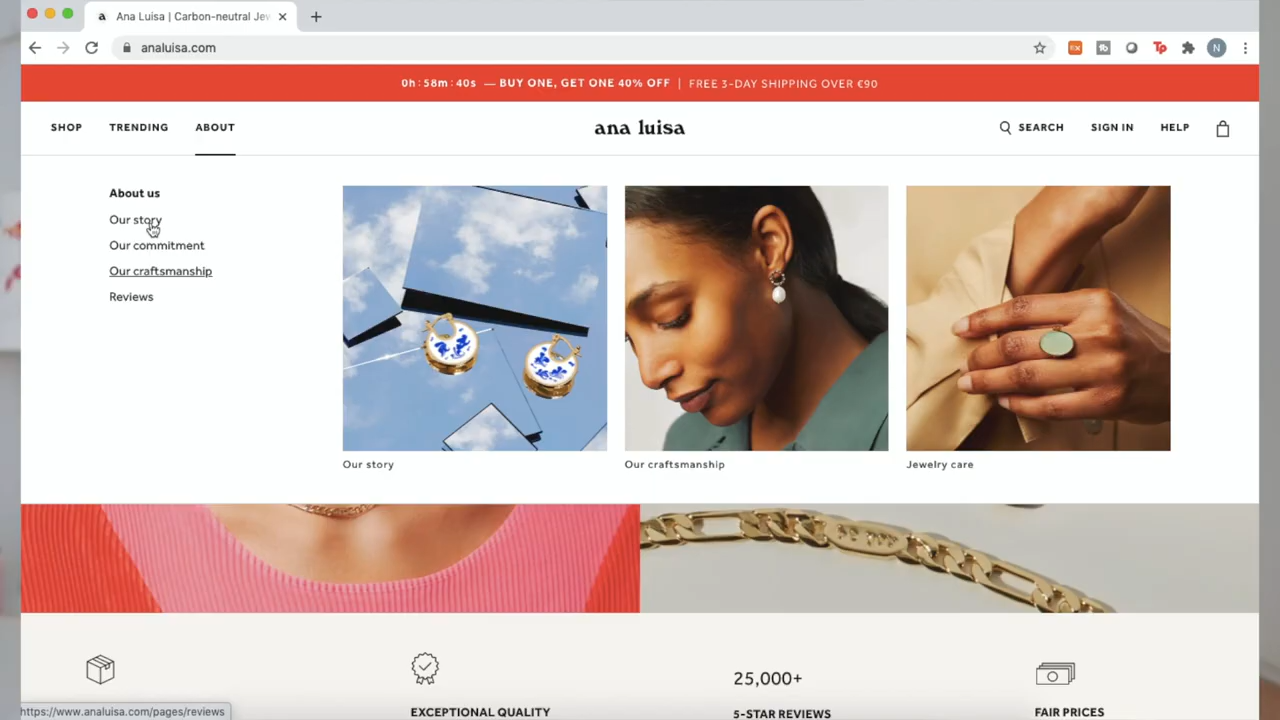 a Ana Luisa | Carbon-neutral Jew
analuisa.com
N
0h : 58m : 40s — BUY ONE, GET ONE 40% OFF | FREE 3-DAY SHIPPING OVER €90
SHOP TRENDING ABOUT ana luisa SEARCH SIGN IN HELP
About us
Our story
Our commitment
Our craftsmanship
Reviews
Our story Our craftsmanship Jewelry care
25,000+
EXCEPTIONAL QUALITY 5-STAR REVIEWS FAIR PRICES
https://www.analuisa.com/pages/reviews